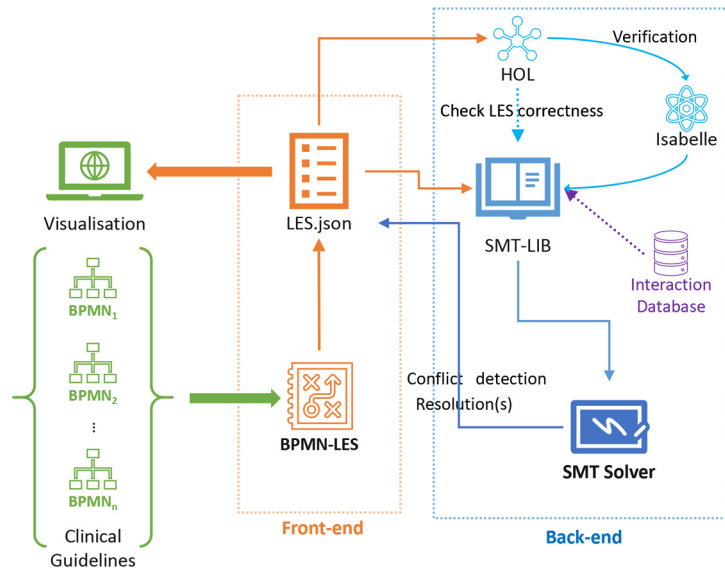 HOL
Verification
Check LES correctness
Isabelle
Visualisation
LES.json
SMT-LIB
Interaction
Database
BPMN1
BPMN2
⋮
BPMNn
Clinical
Guidelines
BPMN-LES
Front-end
Conflict detection
Resolution(s)
SMT Solver
Back-end